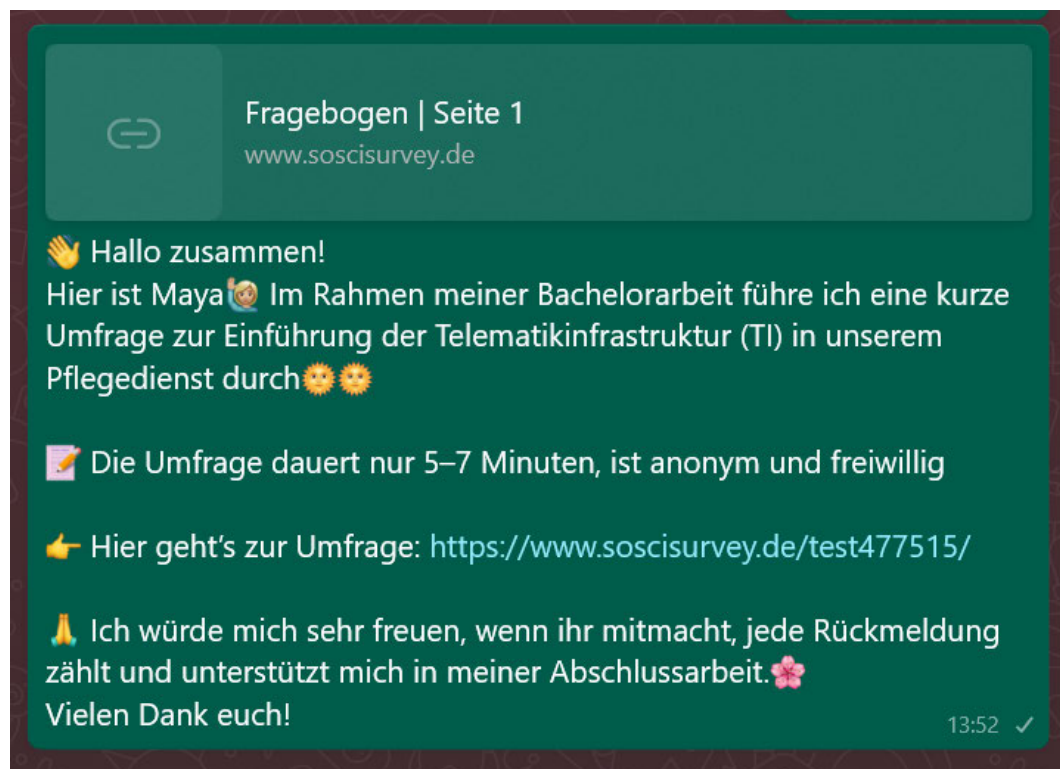 Fragebogen | Seite 1
www.soscisurvey.de
👋 Hallo zusammen!
Hier ist Maya🙋🏼‍♀️ Im Rahmen meiner Bachelorarbeit führe ich eine kurze
Umfrage zur Einführung der Telematikinfrastruktur (TI) in unserem
Pflegedienst durch🌞🌞
📝 Die Umfrage dauert nur 5–7 Minuten, ist anonym und freiwillig
👉 Hier geht’s zur Umfrage: https://www.soscisurvey.de/test477515/
🙏 Ich würde mich sehr freuen, wenn ihr mitmacht, jede Rückmeldung
zählt und unterstützt mich in meiner Abschlussarbeit.🌸
Vielen Dank euch!
13:52